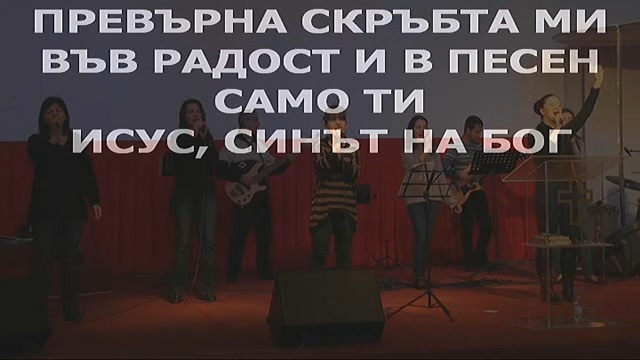 ПРЕВЪРНА СКРЪБТА МИ
ВЪВ РАДОСТ И В ПЕСЕН
САМО ТИ
ИСУС, СИНЪТ НА БОГ